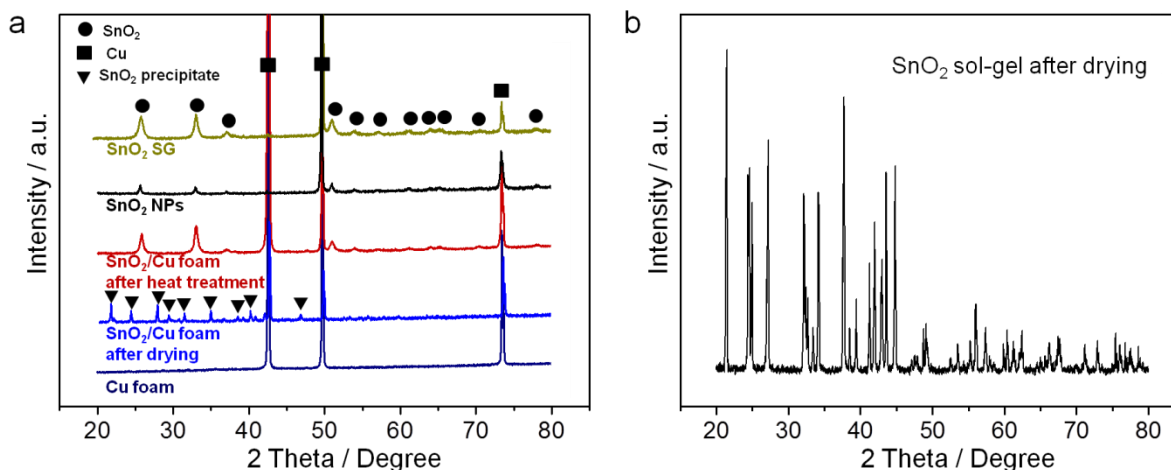 a
SnO₂
Cu
SnO₂ precipitate
SnO₂ SG
SnO₂ NPs
SnO₂/Cu foam
after heat treatment
SnO₂/Cu foam
after drying
Cu foam
Intensity / a.u.
20 30 40 50 60 70 80
2 Theta / Degree
b
SnO₂ sol-gel after drying
Intensity / a.u.
20 30 40 50 60 70 80
2 Theta / Degree